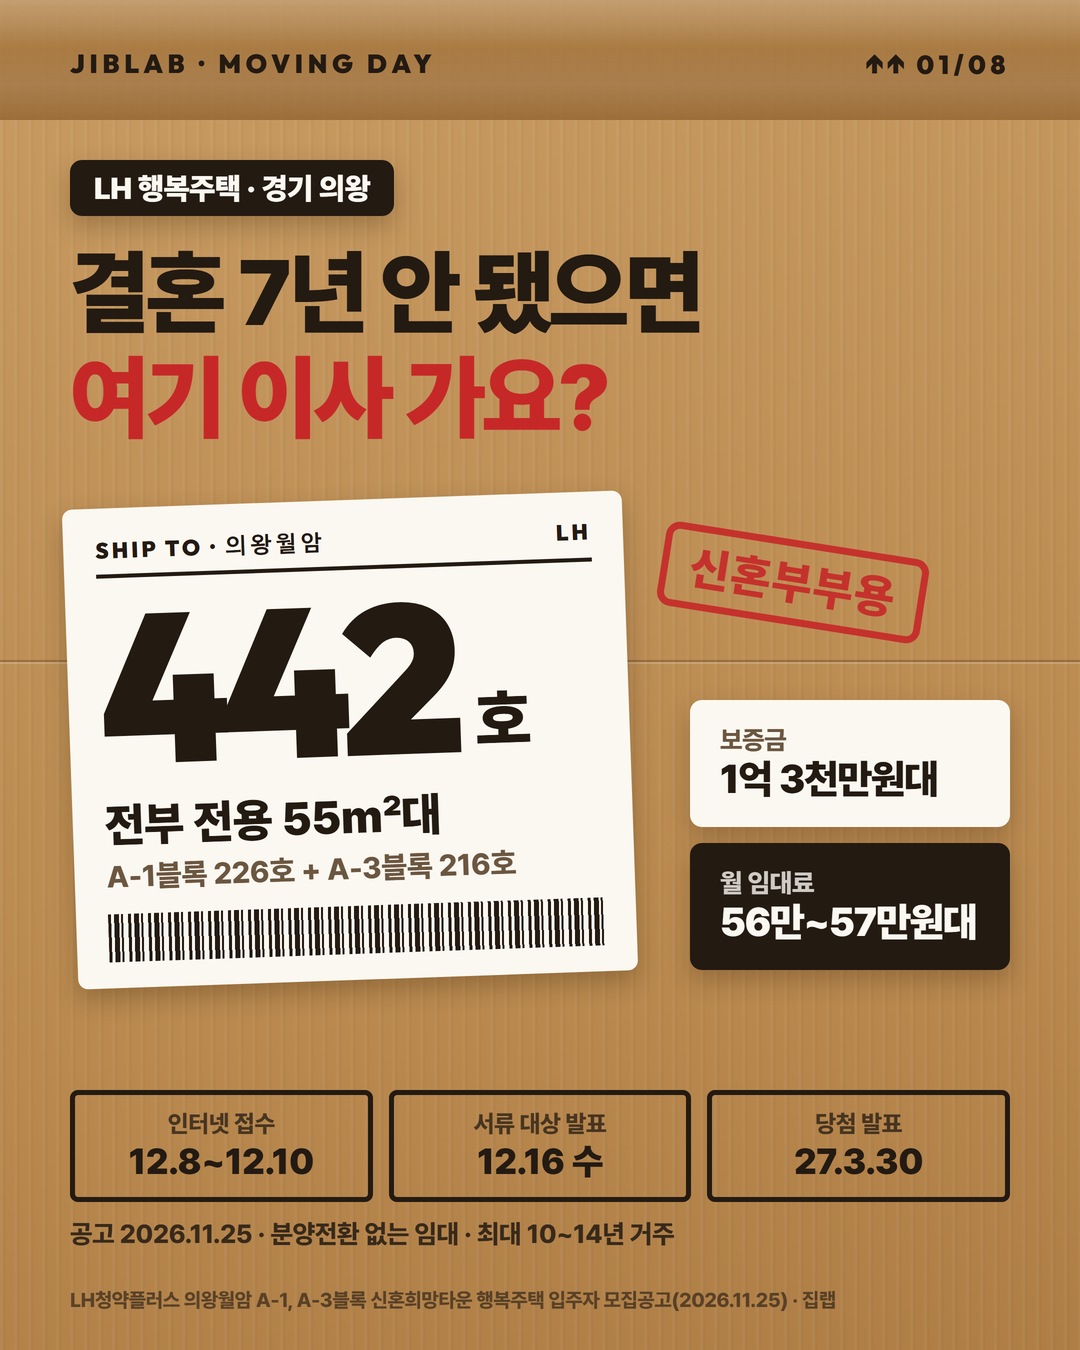 JIBLAB · MOVING DAY
↑↑ 01/08
LH 행복주택 · 경기 의왕
결혼 7년 안 됐으면
여기 이사 가요?
SHIP TO · 의왕월암
LH
442호
전부 전용 55m²대
A-1블록 226호 + A-3블록 216호
신혼부부용
보증금
1억 3천만원대
월 임대료
56만~57만원대
인터넷 접수
12.8~12.10
서류 대상 발표
12.16 수
당첨 발표
27.3.30
공고 2026.11.25 · 분양전환 없는 임대 · 최대 10~14년 거주
LH청약플러스 의왕월암 A-1, A-3블록 신혼희망타운 행복주택 입주자 모집공고(2026.11.25) · 집랩